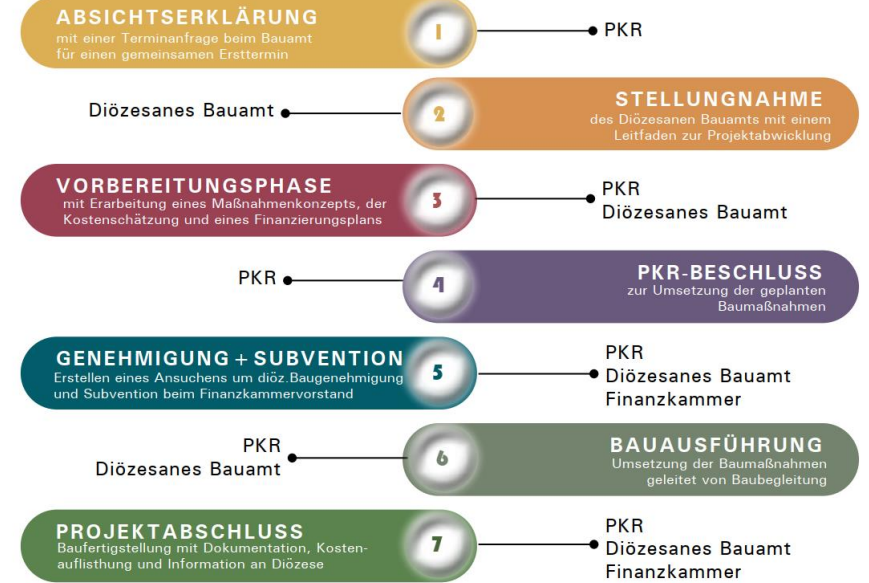 ABSICHTSERKLÄRUNG
mit einer Terminanfrage beim Bauamt
für einen gemeinsamen Ersttermin
1
PKR
Diözesanes Bauamt
2
STELLUNGNAHME
des Diözesanen Bauamts mit einem
Leitfaden zur Projektabwicklung
VORBEREITUNGSPHASE
mit Erarbeitung eines Maßnahmenkonzepts, der
Kostenschätzung und eines Finanzierungsplans
3
PKR
Diözesanes Bauamt
PKR
4
PKR-BESCHLUSS
zur Umsetzung der geplanten
Baumaßnahmen
GENEHMIGUNG + SUBVENTION
Erstellen eines Ansuchens um diöz.Baugenehmigung
und Subvention beim Finanzkammervorstand
5
PKR
Diözesanes Bauamt
Finanzkammer
PKR
Diözesanes Bauamt
6
BAUAUSFÜHRUNG
Umsetzung der Baumaßnahmen
geleitet von Baubegleitung
PROJEKTABSCHLUSS
Baufertigstellung mit Dokumentation, Kosten-
auflisthung und Information an Diözese
7
PKR
Diözesanes Bauamt
Finanzkammer